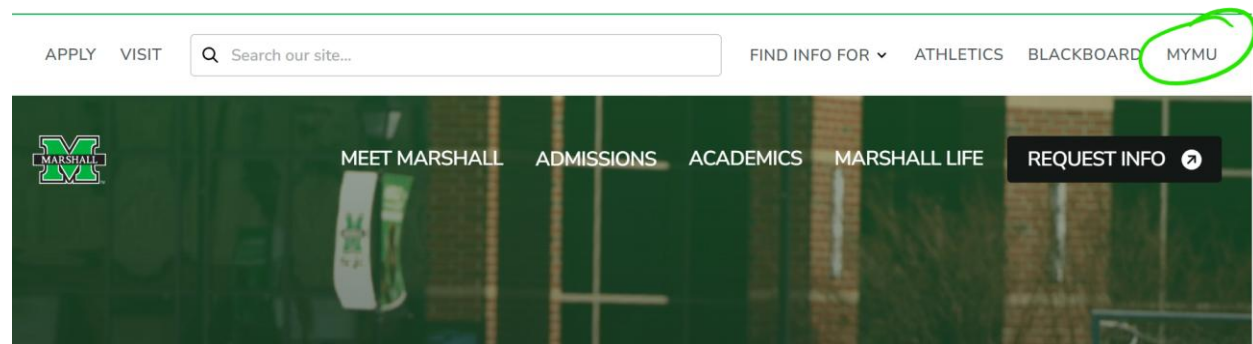 APPLY VISIT Search our site... FIND INFO FOR ATHLETICS BLACKBOARD MYMU
MARSHALL MEET MARSHALL ADMISSIONS ACADEMICS MARSHALL LIFE REQUEST INFO